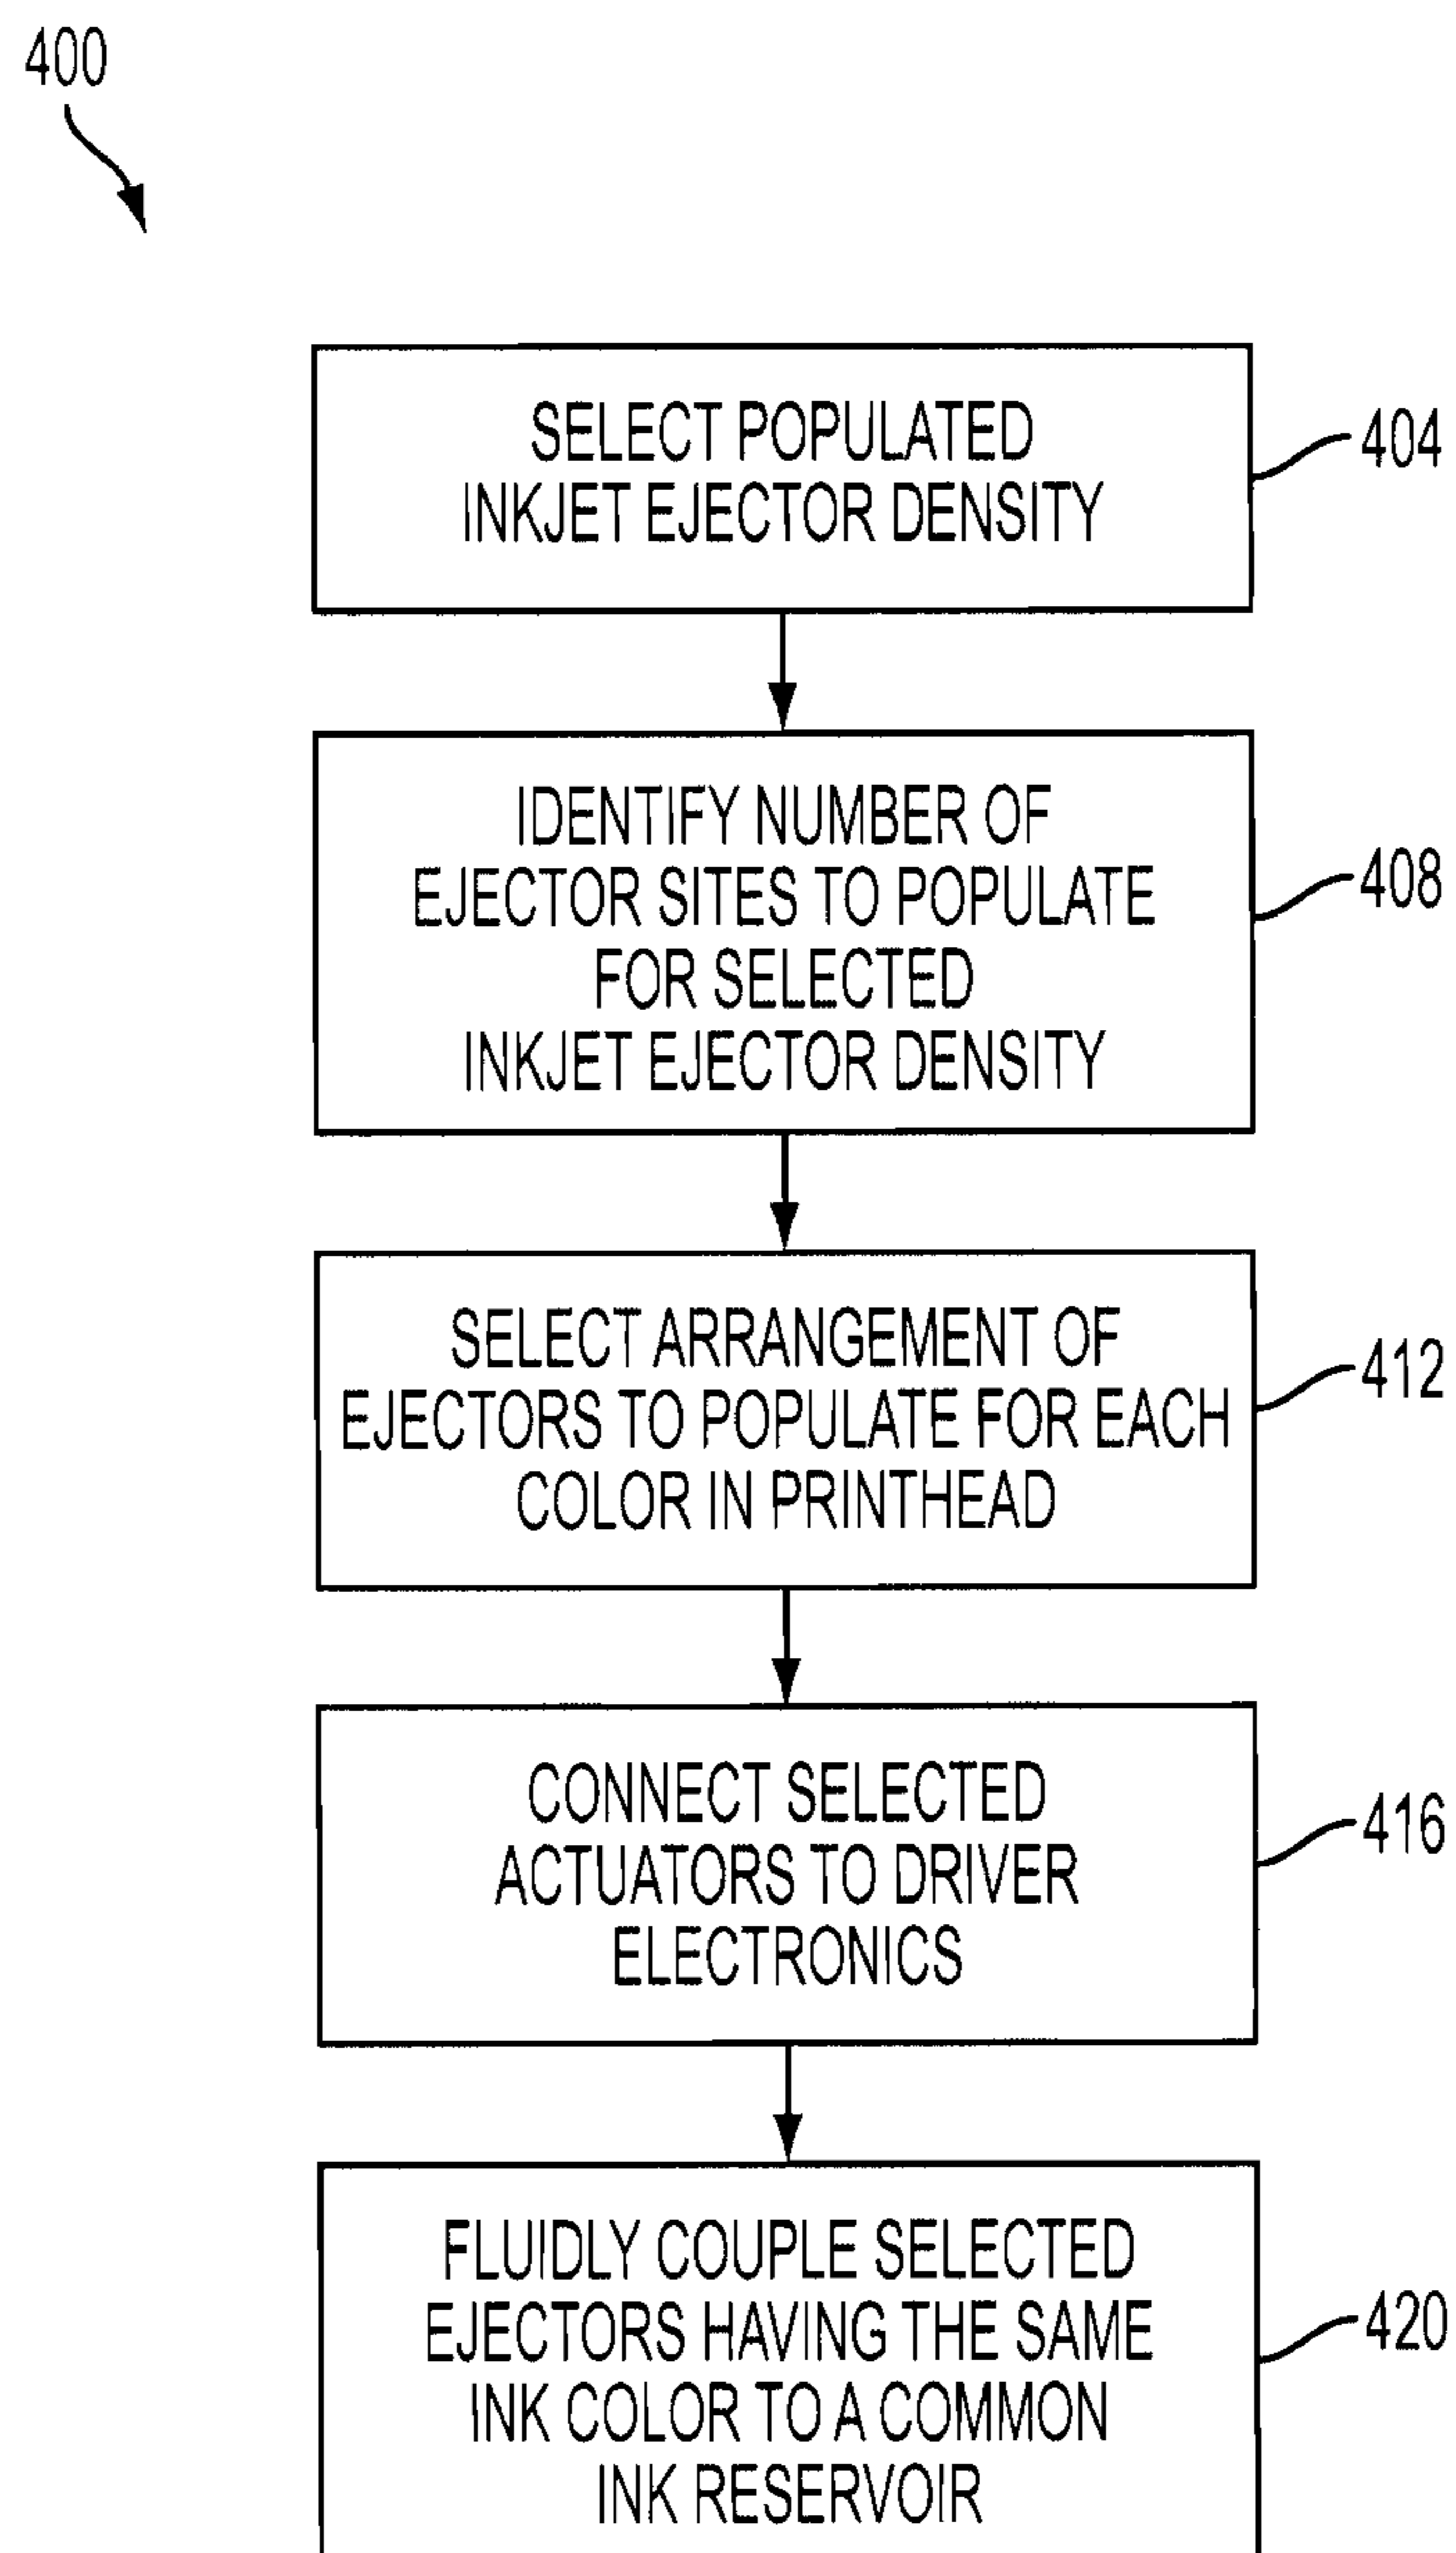 400
SELECT POPULATED
INKJET EJECTOR DENSITY
404
IDENTIFY NUMBER OF
EJECTOR SITES TO POPULATE
FOR SELECTED
INKJET EJECTOR DENSITY
408
SELECT ARRANGEMENT OF
EJECTORS TO POPULATE FOR EACH
COLOR IN PRINTHEAD
412
CONNECT SELECTED
ACTUATORS TO DRIVER
ELECTRONICS
416
FLUIDLY COUPLE SELECTED
EJECTORS HAVING THE SAME
INK COLOR TO A COMMON
INK RESERVOIR
420